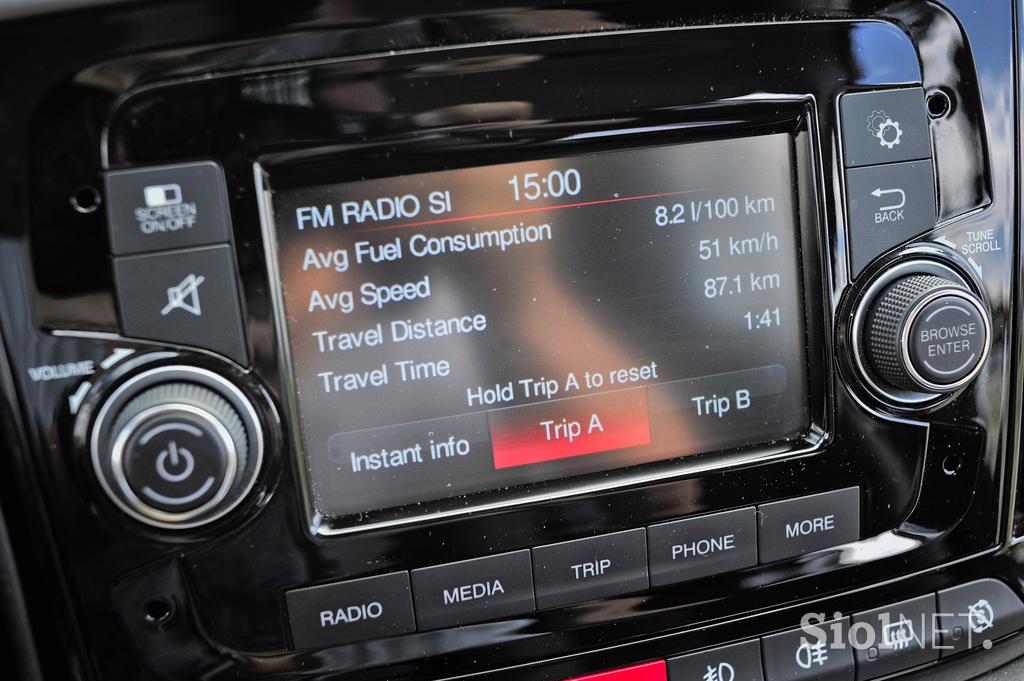 FM RADIO SI 15:00
Avg Fuel Consumption 8.2 l/100 km
Avg Speed 51 km/h
Travel Distance 87.1 km
Travel Time 1:41
Hold Trip A to reset
Instant info Trip A Trip B
SCREEN
ON/OFF
VOLUME
BACK
TUNE
SCROLL
BROWSE
ENTER
RADIO MEDIA TRIP PHONE MORE
SiolNET.